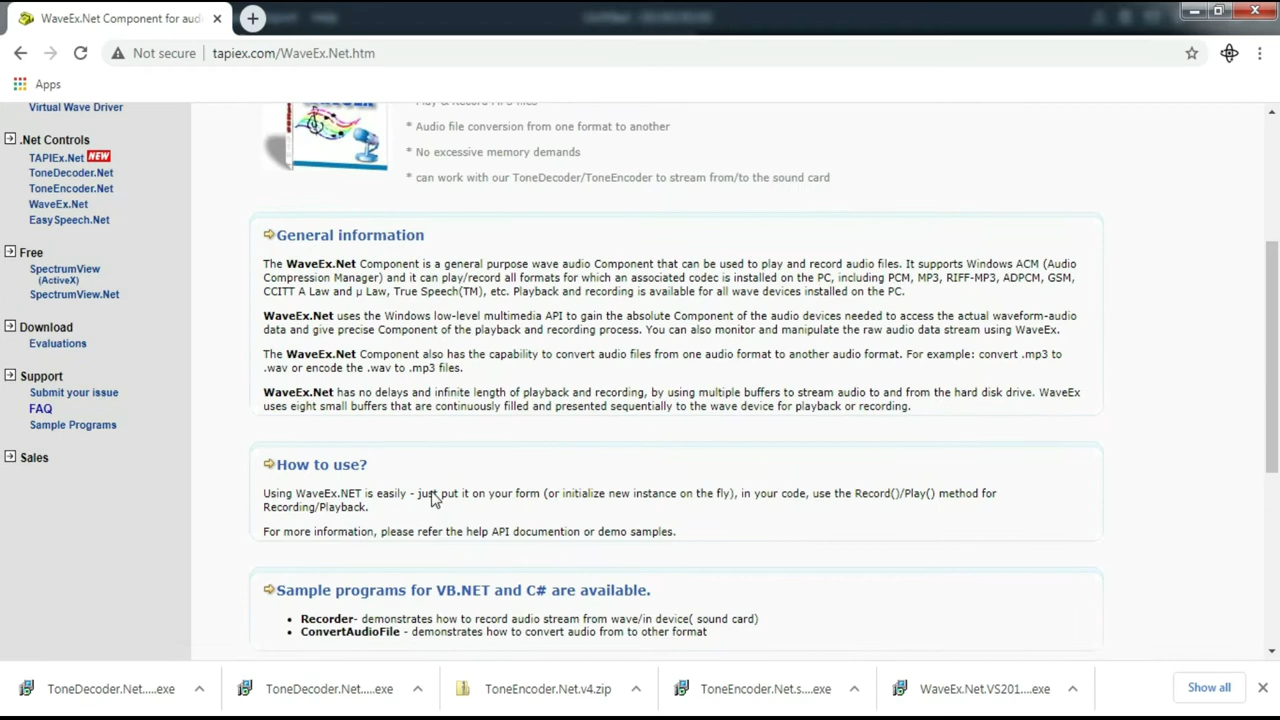 WaveEx.Net Component for aud
Not secure
tapiex.com/WaveEx.Net.htm
Apps
Virtual Wave Driver
.Net Controls
TAPIEx.Net NEW
ToneDecoder.Net
ToneEncoder.Net
WaveEx.Net
EasySpeech.Net
Free
SpectrumView
(ActiveX)
SpectrumView.Net
Download
Evaluations
Support
Submit your issue
FAQ
Sample Programs
Sales
* Play & Record MP3 files
* Audio file conversion from one format to another
* No excessive memory demands
* can work with our ToneDecoder/ToneEncoder to stream from/to the sound card
General information
The WaveEx.Net Component is a general purpose wave audio Component that can be used to play and record audio files. It supports Windows ACM (Audio
Compression Manager) and it can play/record all formats for which an associated codec is installed on the PC, including PCM, MP3, RIFF-MP3, ADPCM, GSM,
CCITT A Law and µ Law, True Speech(TM), etc. Playback and recording is available for all wave devices installed on the PC.
WaveEx.Net uses the Windows low-level multimedia API to gain the absolute Component of the audio devices needed to access the actual waveform-audio
data and give precise Component of the playback and recording process. You can also monitor and manipulate the raw audio data stream using WaveEx.
The WaveEx.Net Component also has the capability to convert audio files from one audio format to another audio format. For example: convert .mp3 to
.wav or encode the .wav to .mp3 files.
WaveEx.Net has no delays and infinite length of playback and recording, by using multiple buffers to stream audio to and from the hard disk drive. WaveEx
uses eight small buffers that are continuously filled and presented sequentially to the wave device for playback or recording.
How to use?
Using WaveEx.NET is easily - just put it on your form (or initialize new instance on the fly), in your code, use the Record()/Play() method for
Recording/Playback.
For more information, please refer the help API documention or demo samples.
Sample programs for VB.NET and C# are available.
• Recorder- demonstrates how to record audio stream from wave/in device( sound card)
• ConvertAudioFile - demonstrates how to convert audio from to other format
ToneDecoder.Net.....exe
ToneDecoder.Net.....exe
ToneEncoder.Net.v4.zip
ToneEncoder.Net.s....exe
WaveEx.Net.VS201....exe
Show all